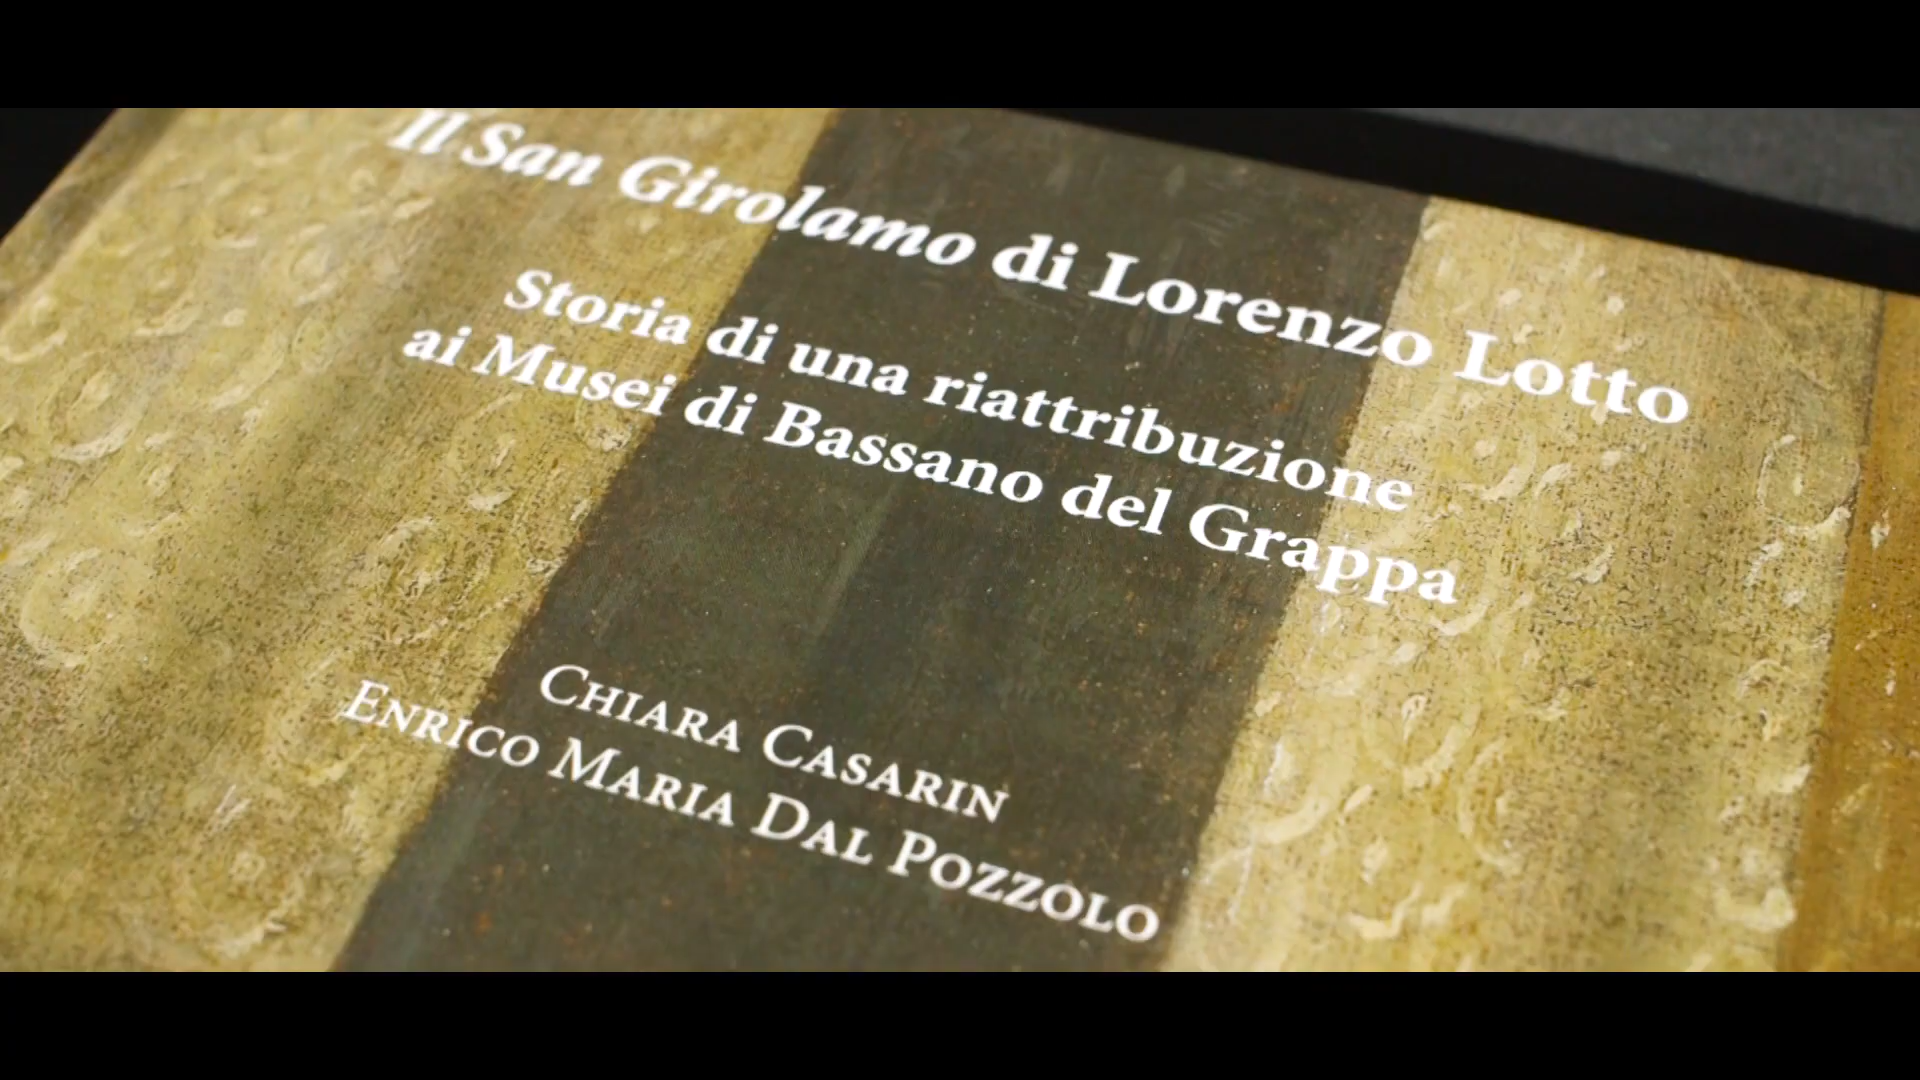 Il San Girolamo di Lorenzo Lotto
Storia di una riattribuzione
ai Musei di Bassano del Grappa
CHIARA CASARIN
ENRICO MARIA DAL POZZOLO